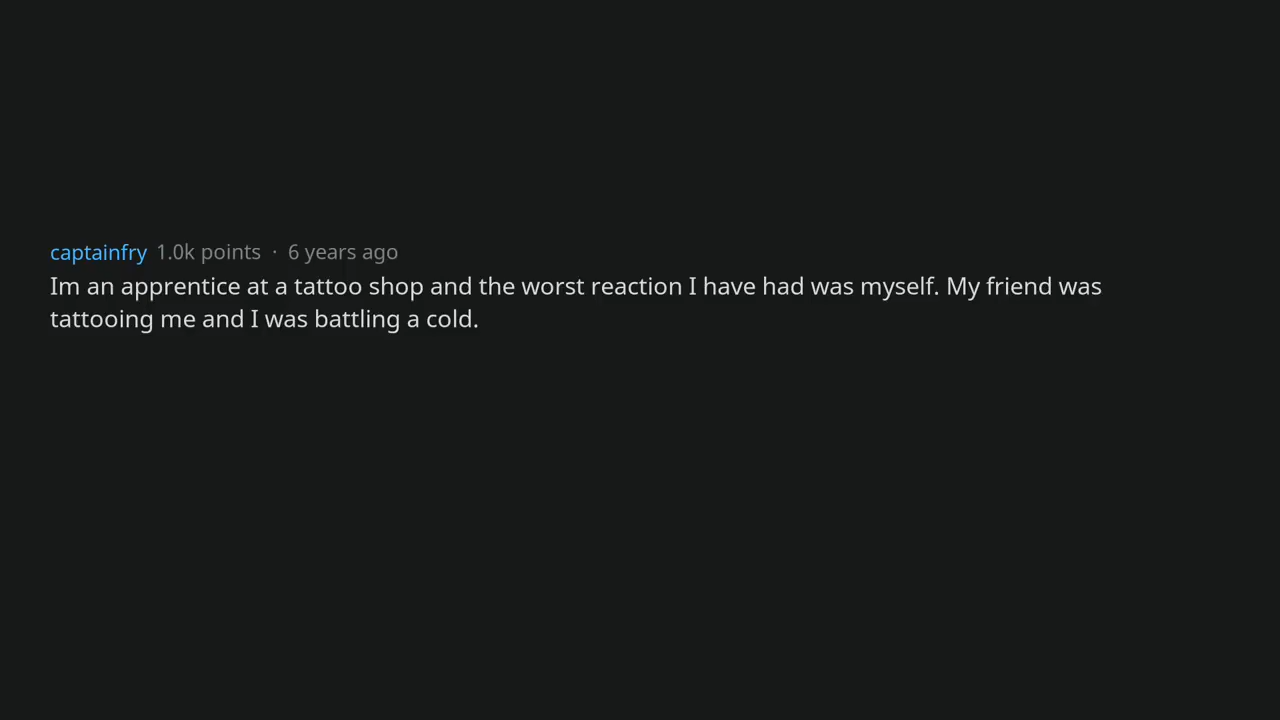 captainfry 1.0k points · 6 years ago
Im an apprentice at a tattoo shop and the worst reaction I have had was myself. My friend was
tattooing me and I was battling a cold.